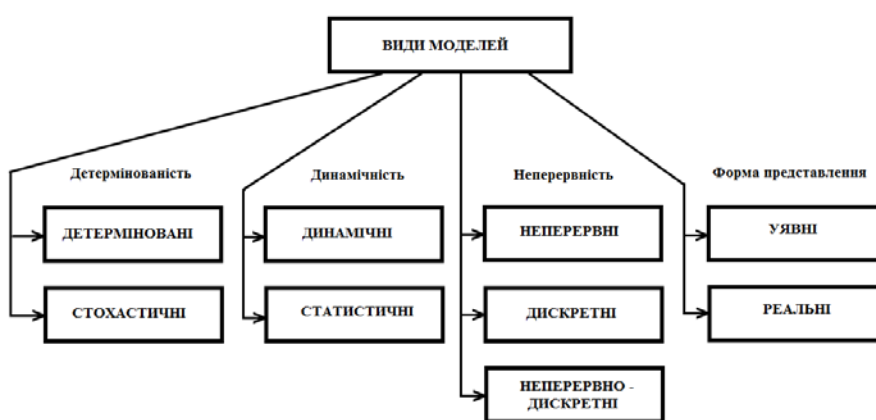 ВИДИ МОДЕЛЕЙ
Детермінованість
ДЕТЕРМІНОВАНІ
СТОХАСТИЧНІ
Динамічність
ДИНАМІЧНІ
СТАТИСТИЧНІ
Неперервність
НЕПЕРЕРВНІ
ДИСКРЕТНІ
НЕПЕРЕРВНО -
ДИСКРЕТНІ
Форма представлення
УЯВНІ
РЕАЛЬНІ